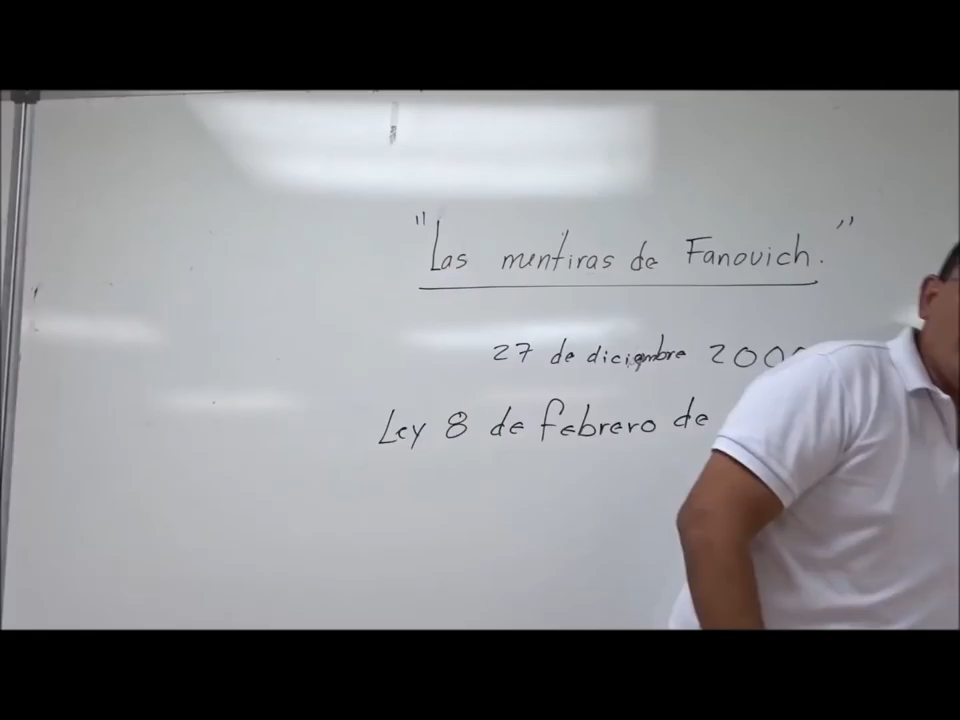 "Las mentiras de Fanovich."
27 de diciembre
Ley 8 de febrero de